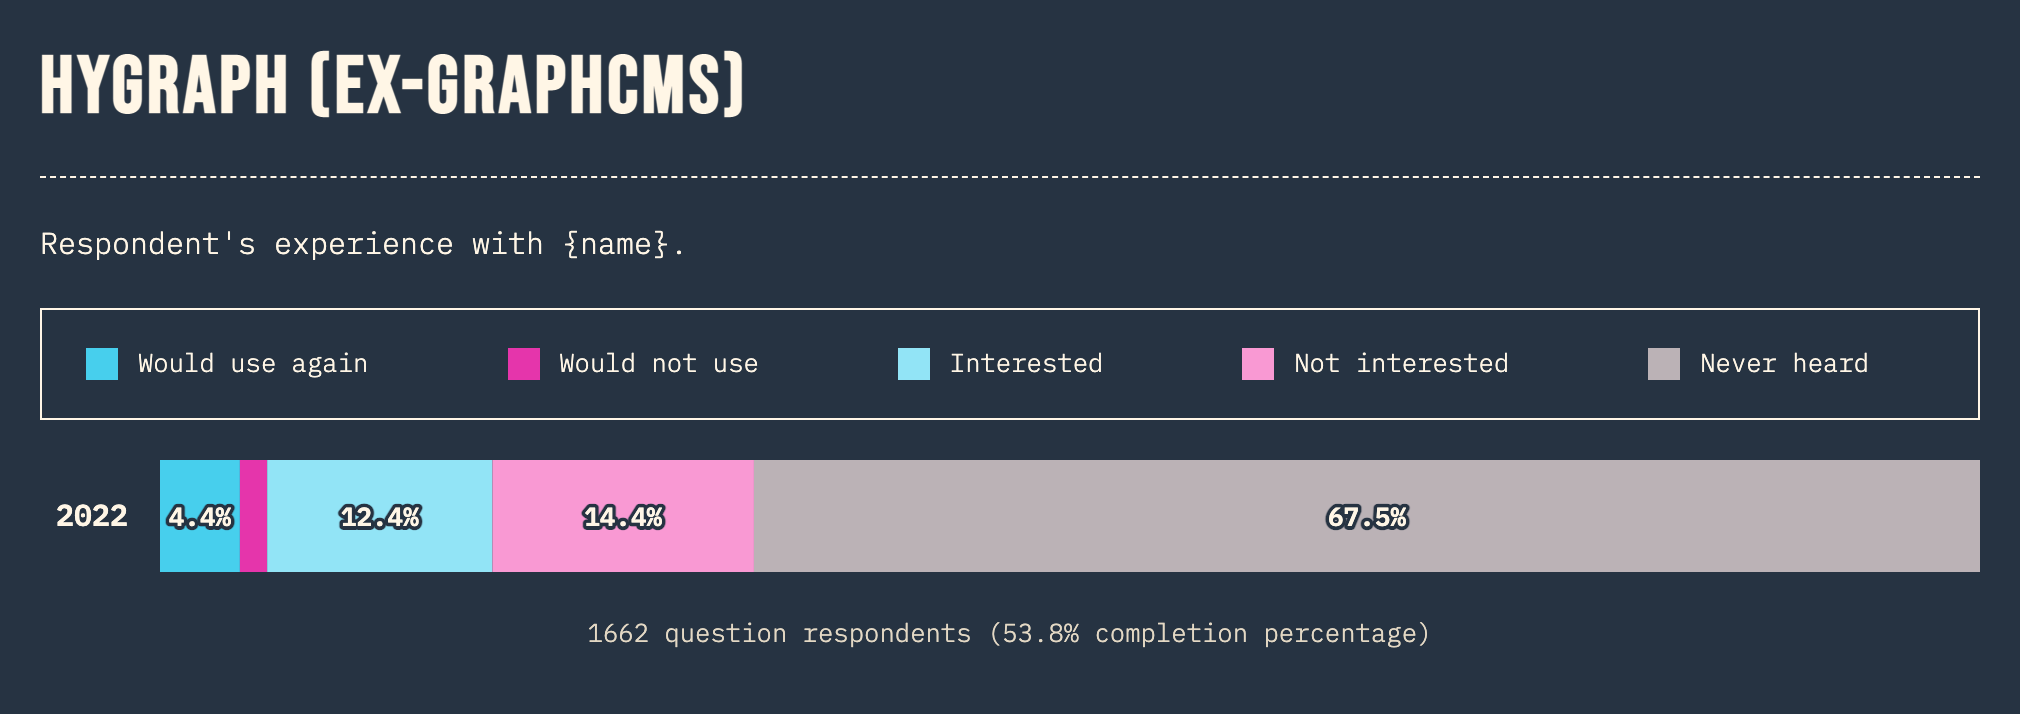 HYGRAPH (EX-GRAPHCMS)
Respondent's experience with {name}.
Would use again Would not use Interested Not interested Never heard
2022 4.4% 12.4% 14.4% 67.5%
1662 question respondents (53.8% completion percentage)